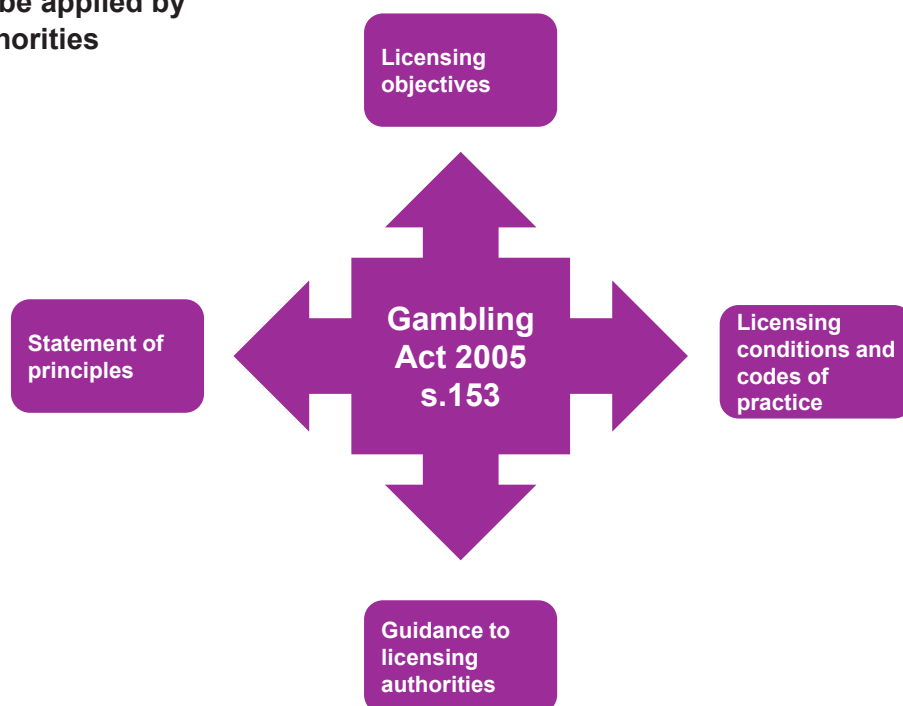 be applied by
horities
Licensing
objectives
Statement of
principles
Gambling
Act 2005
s.153
Licensing
conditions and
codes of
practice
Guidance to
licensing
authorities